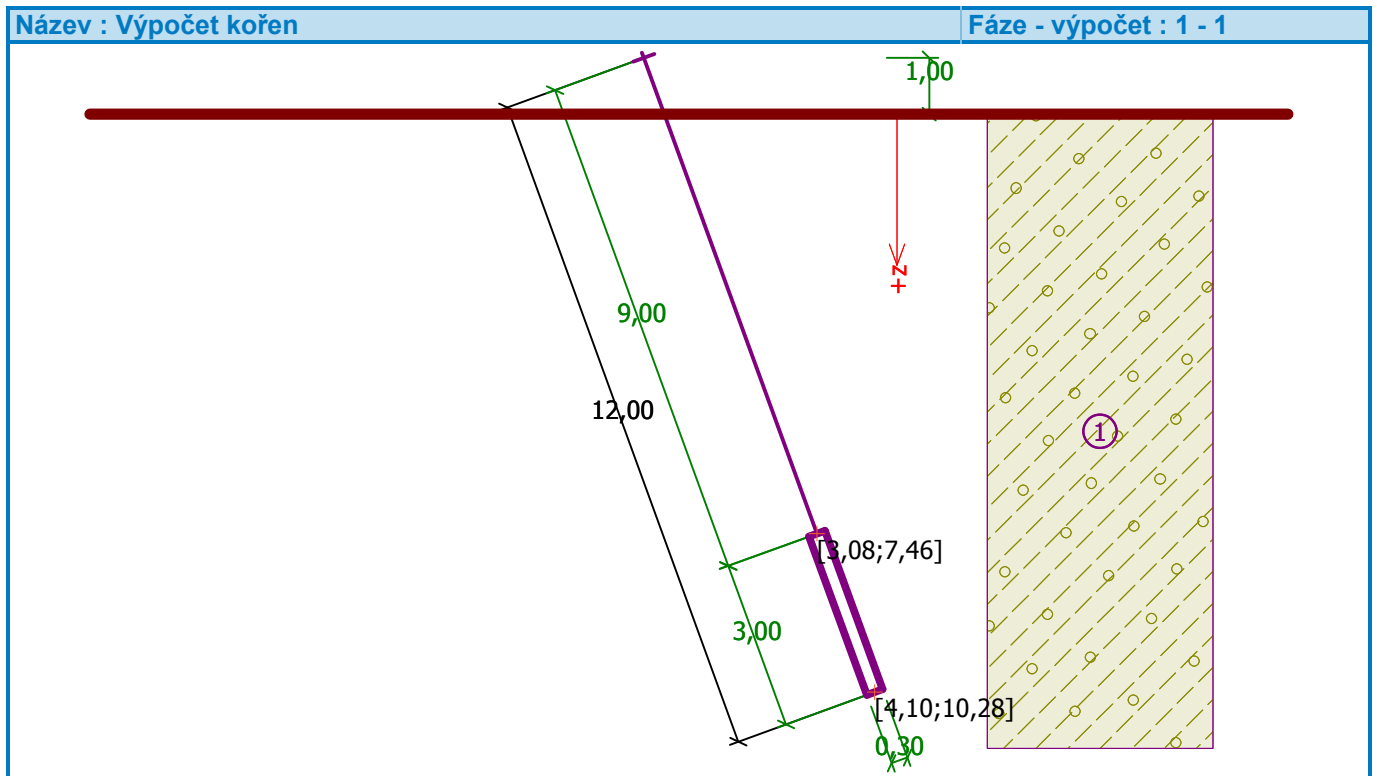 Název : Výpočet kořen
Fáze - výpočet : 1 - 1
1,00
+z
9,00
12,00
1
[3,08;7,46]
3,00
[4,10;10,28]
0,30